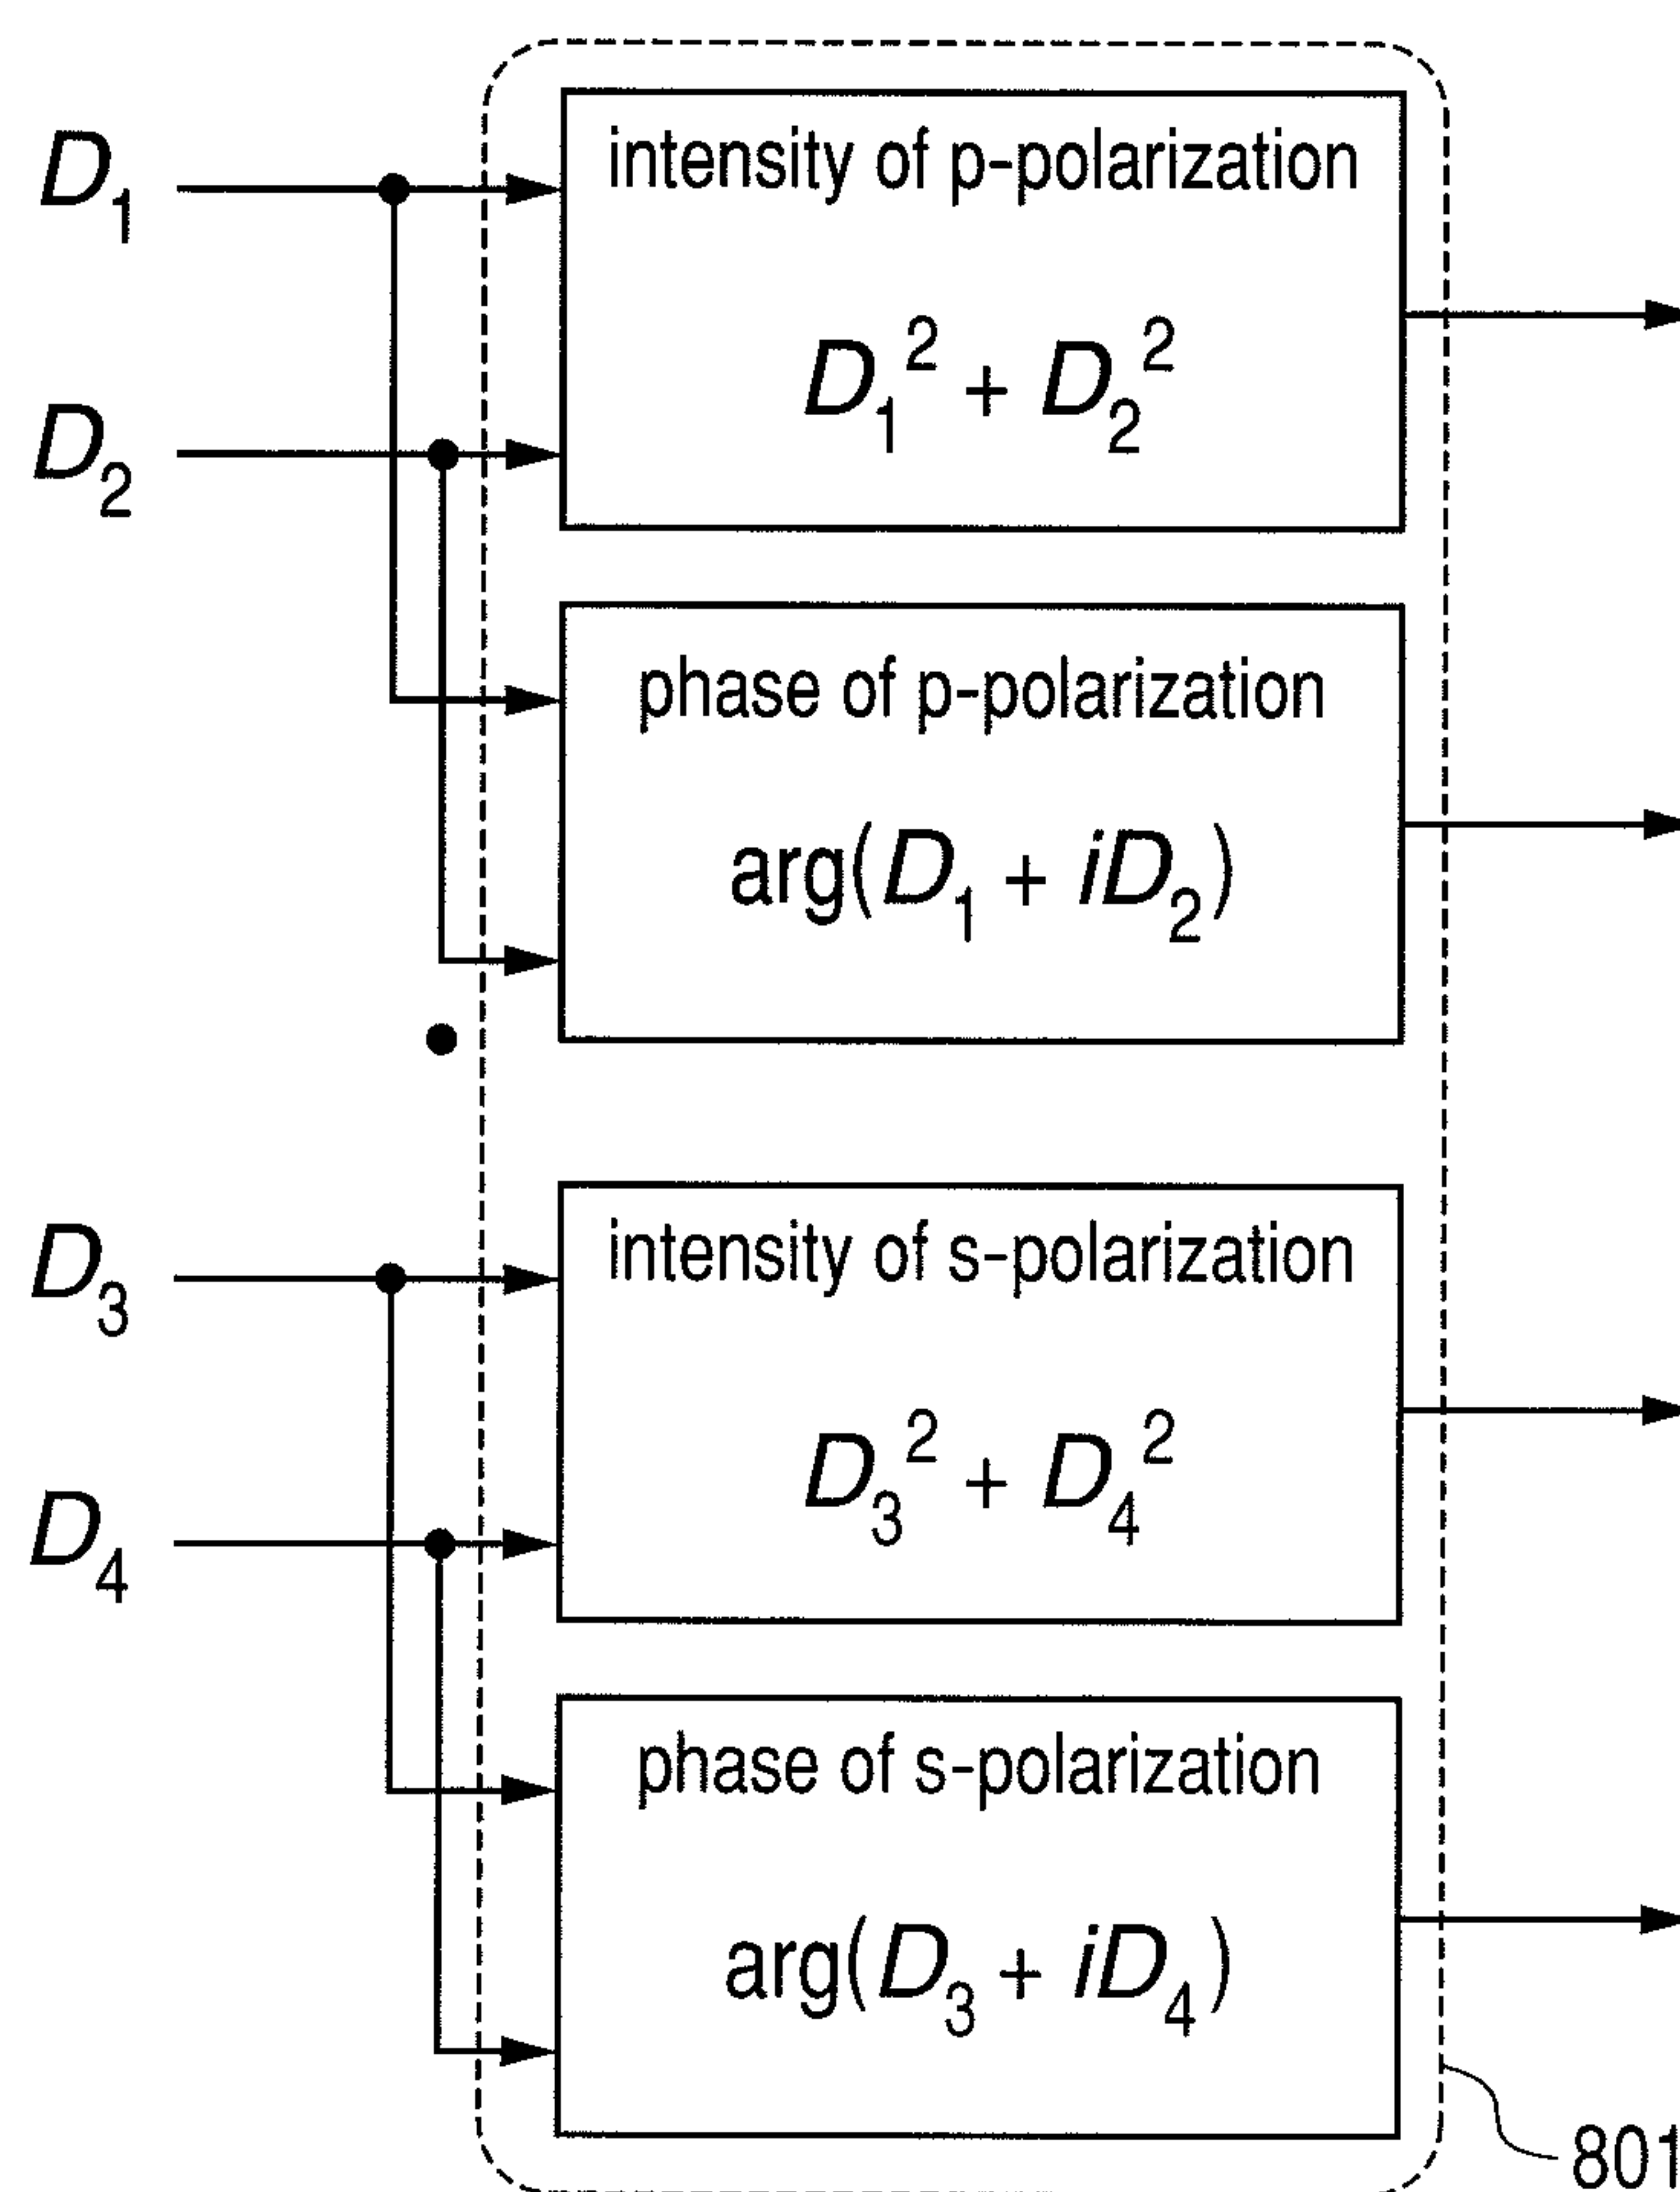 D₁
intensity of p-polarization
D₁² + D₂²
D₂
phase of p-polarization
arg(D₁ + iD₂)
D₃
intensity of s-polarization
D₃² + D₄²
D₄
phase of s-polarization
arg(D₃ + iD₄)
801